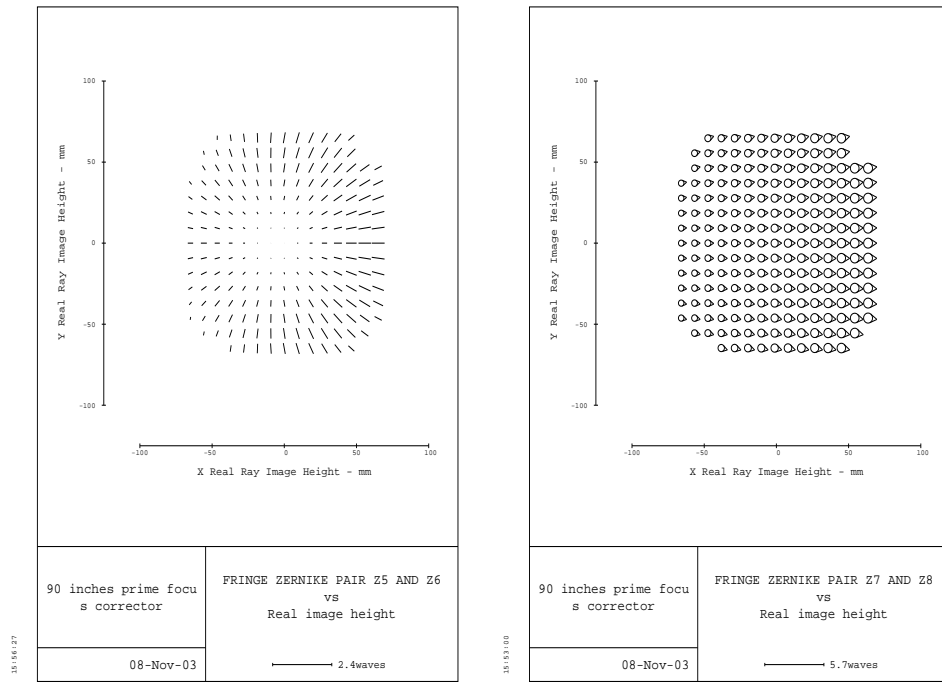 100
50
0
-50
-100
Y Real Ray Image Height - mm
-100
-50
0
50
100
X Real Ray Image Height - mm
90 inches prime focu
s corrector
08-Nov-03
FRINGE ZERNIKE PAIR Z5 AND Z6
vs
Real image height
2.4waves
15:56:27
100
50
0
-50
-100
Y Real Ray Image Height - mm
-100
-50
0
50
100
X Real Ray Image Height - mm
90 inches prime focu
s corrector
08-Nov-03
FRINGE ZERNIKE PAIR Z7 AND Z8
vs
Real image height
5.7waves
15:53:00